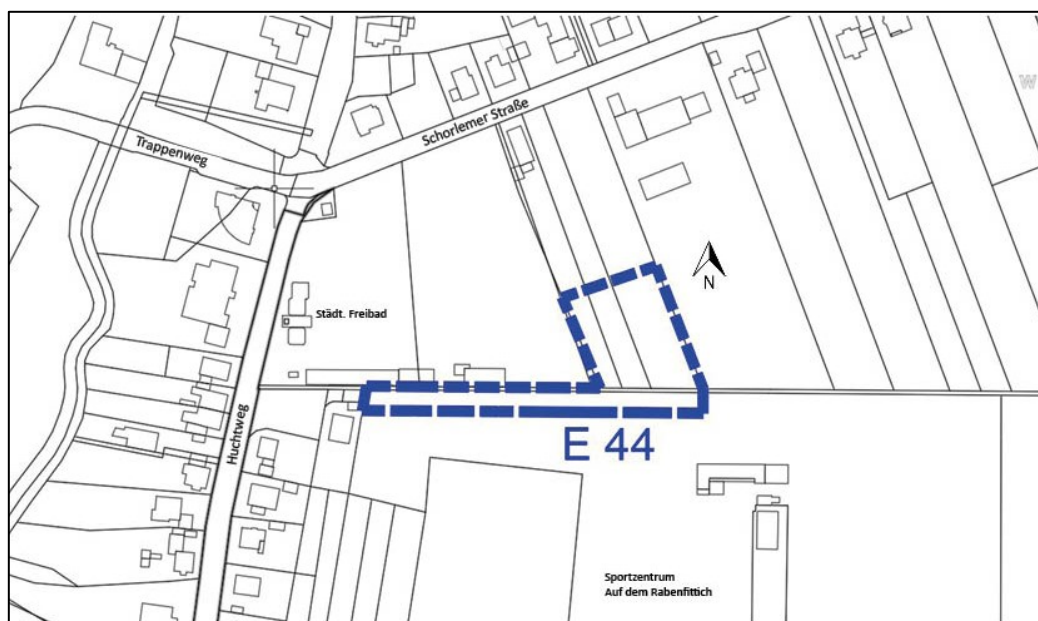 W
Schorlemer Straße
Trappenweg
N
Städt. Freibad
Huchtweg
E 44
Sportzentrum
Auf dem Rabenfittich